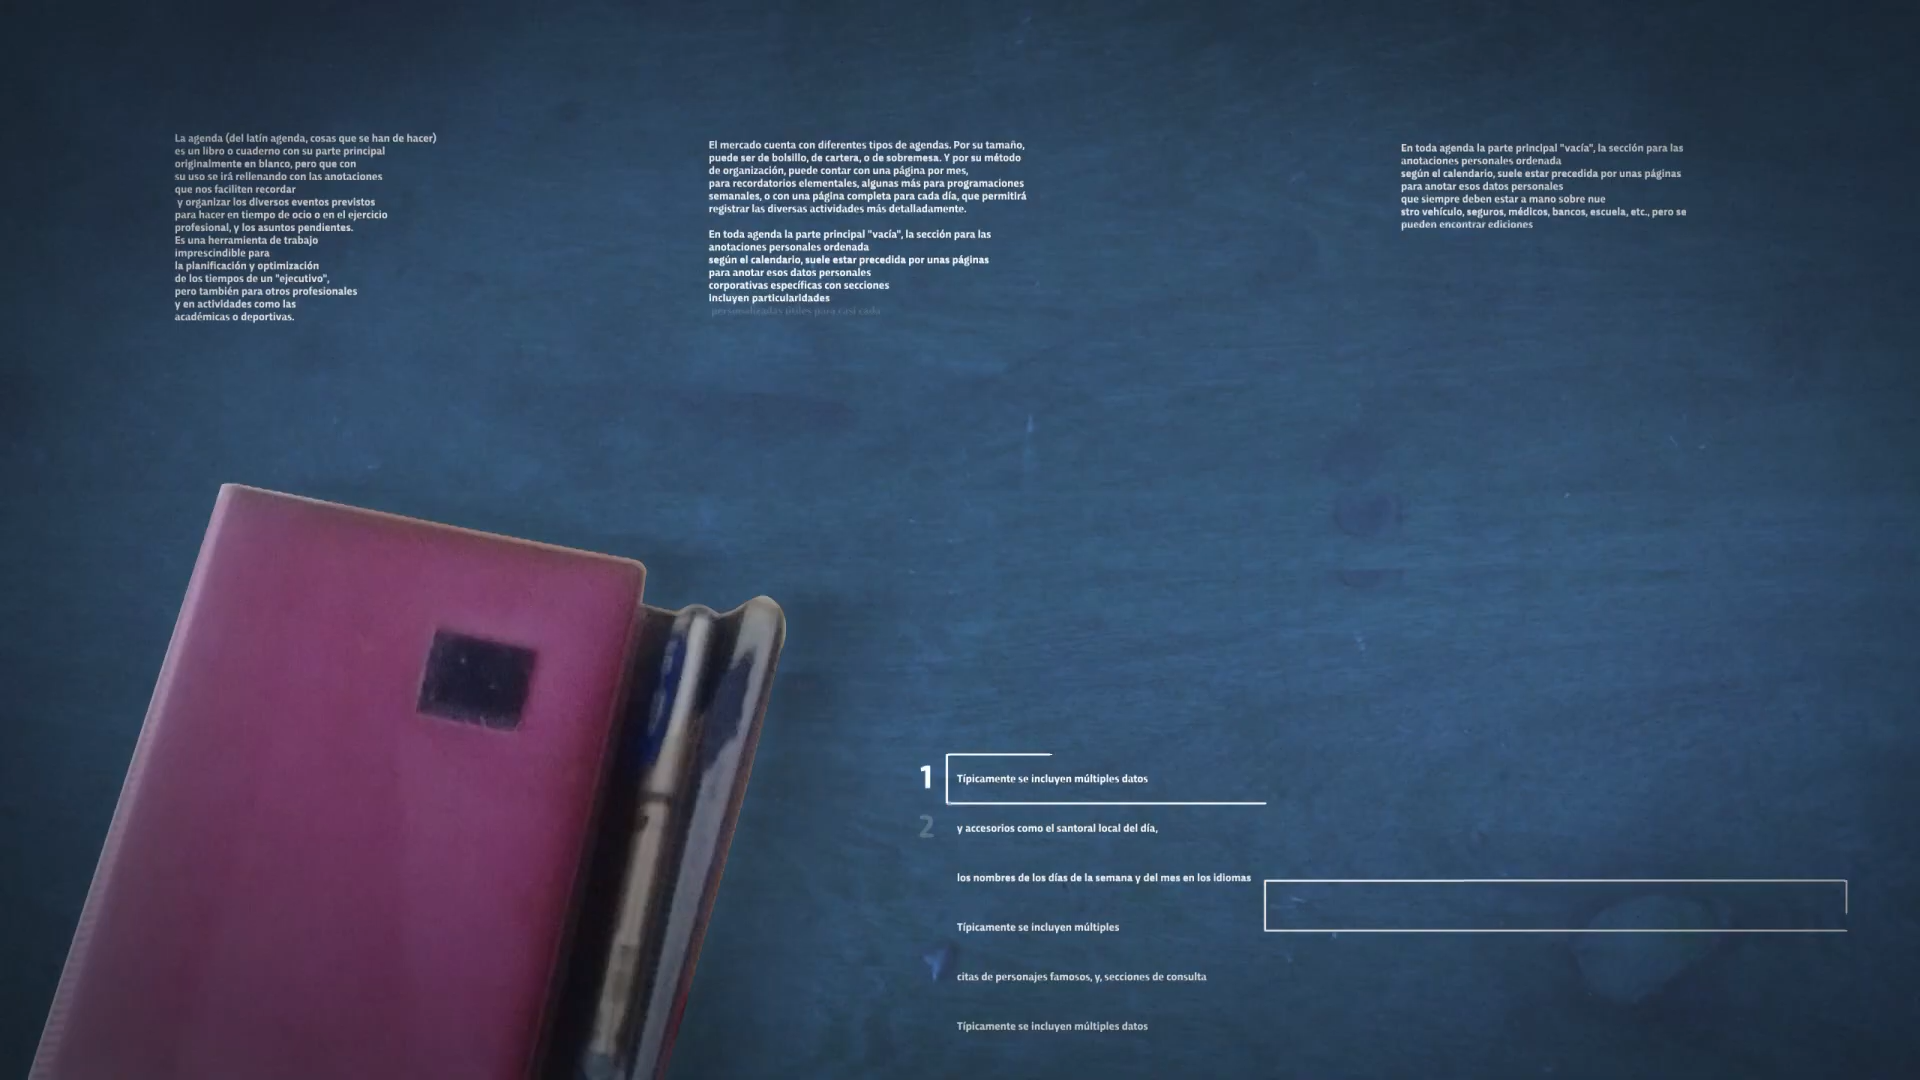 La agenda (del latín agenda, cosas que se han de hacer)
es un libro o cuaderno con su parte principal
originalmente en blanco, pero que con
su uso se irá rellenando con las anotaciones
que nos faciliten recordar
y organizar los diversos eventos previstos
para hacer en tiempo de ocio o en el ejercicio
profesional, y los asuntos pendientes.
Es una herramienta de trabajo
imprescindible para
la planificación y optimización
de los tiempos de un "ejecutivo",
pero también para otros profesionales
y en actividades como las
académicas o deportivas.
El mercado cuenta con diferentes tipos de agendas. Por su tamaño,
puede ser de bolsillo, de cartera, o de sobremesa. Y por su método
de organización, puede contar con una página por mes,
para recordatorios elementales, algunas más para programaciones
semanales, o con una página completa para cada día, que permitirá
registrar las diversas actividades más detalladamente.
En toda agenda la parte principal "vacía", la sección para las
anotaciones personales ordenada
según el calendario, suele estar precedida por unas páginas
para anotar esos datos personales
corporativas específicas con secciones
Incluyen particularidades
personalizadas útiles para casi cada
En toda agenda la parte principal "vacía", la sección para las
anotaciones personales ordenada
según el calendario, suele estar precedida por unas páginas
para anotar esos datos personales
que siempre deben estar a mano sobre nue
stro vehículo, seguros, médicos, bancos, escuela, etc., pero se
pueden encontrar ediciones
1 Típicamente se incluyen múltiples datos
2 y accesorios como el santoral local del día,
los nombres de los días de la semana y del mes en los idiomas
Típicamente se incluyen múltiples
citas de personajes famosos, y, secciones de consulta
Típicamente se incluyen múltiples datos